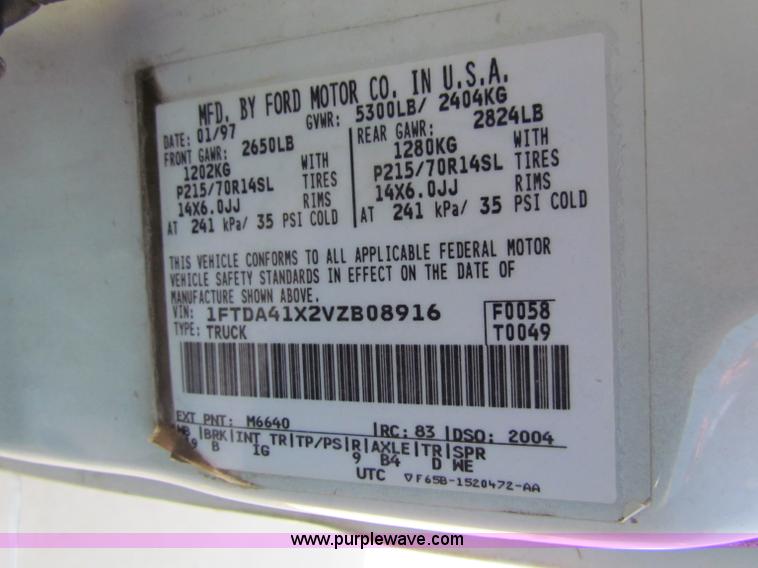 MFD. BY FORD MOTOR CO. IN U.S.A.
DATE: 01/97 GVWR: 5300LB/ 2404KG
FRONT GAWR: 2650LB REAR GAWR: 2824LB
1202KG WITH 1280KG WITH
P215/70R14SL TIRES P215/70R14SL TIRES
14X6.0JJ RIMS 14X6.0JJ RIMS
AT 241 kPa/ 35 PSI COLD AT 241 kPa/ 35 PSI COLD
THIS VEHICLE CONFORMS TO ALL APPLICABLE FEDERAL MOTOR
VEHICLE SAFETY STANDARDS IN EFFECT ON THE DATE OF
MANUFACTURE SHOWN ABOVE.
VIN: 1FTDA41X2VZB08916 F0058
TYPE: TRUCK T0049
EXT PNT: M6640 |RC: 83 |DSO: 2004
|BRK|INT TR|TP/PS|R|AXLE|TR|SPR
9 B IG 9 B4 D WE
UTC ▽F65B-1520472-AA
www.purplewave.com